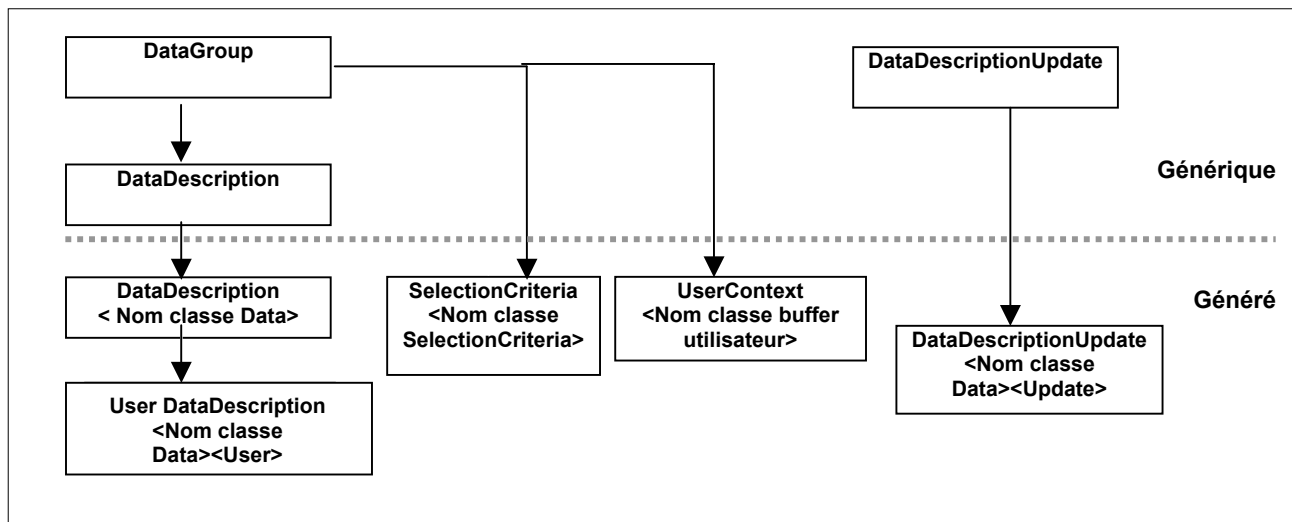 DataGroup
DataDescriptionUpdate
DataDescription
Générique
DataDescription
< Nom classe Data>
SelectionCriteria
<Nom classe
SelectionCriteria>
UserContext
<Nom classe buffer
utilisateur>
Généré
DataDescriptionUpdate
<Nom classe
Data><Update>
User DataDescription
<Nom classe
Data><User>